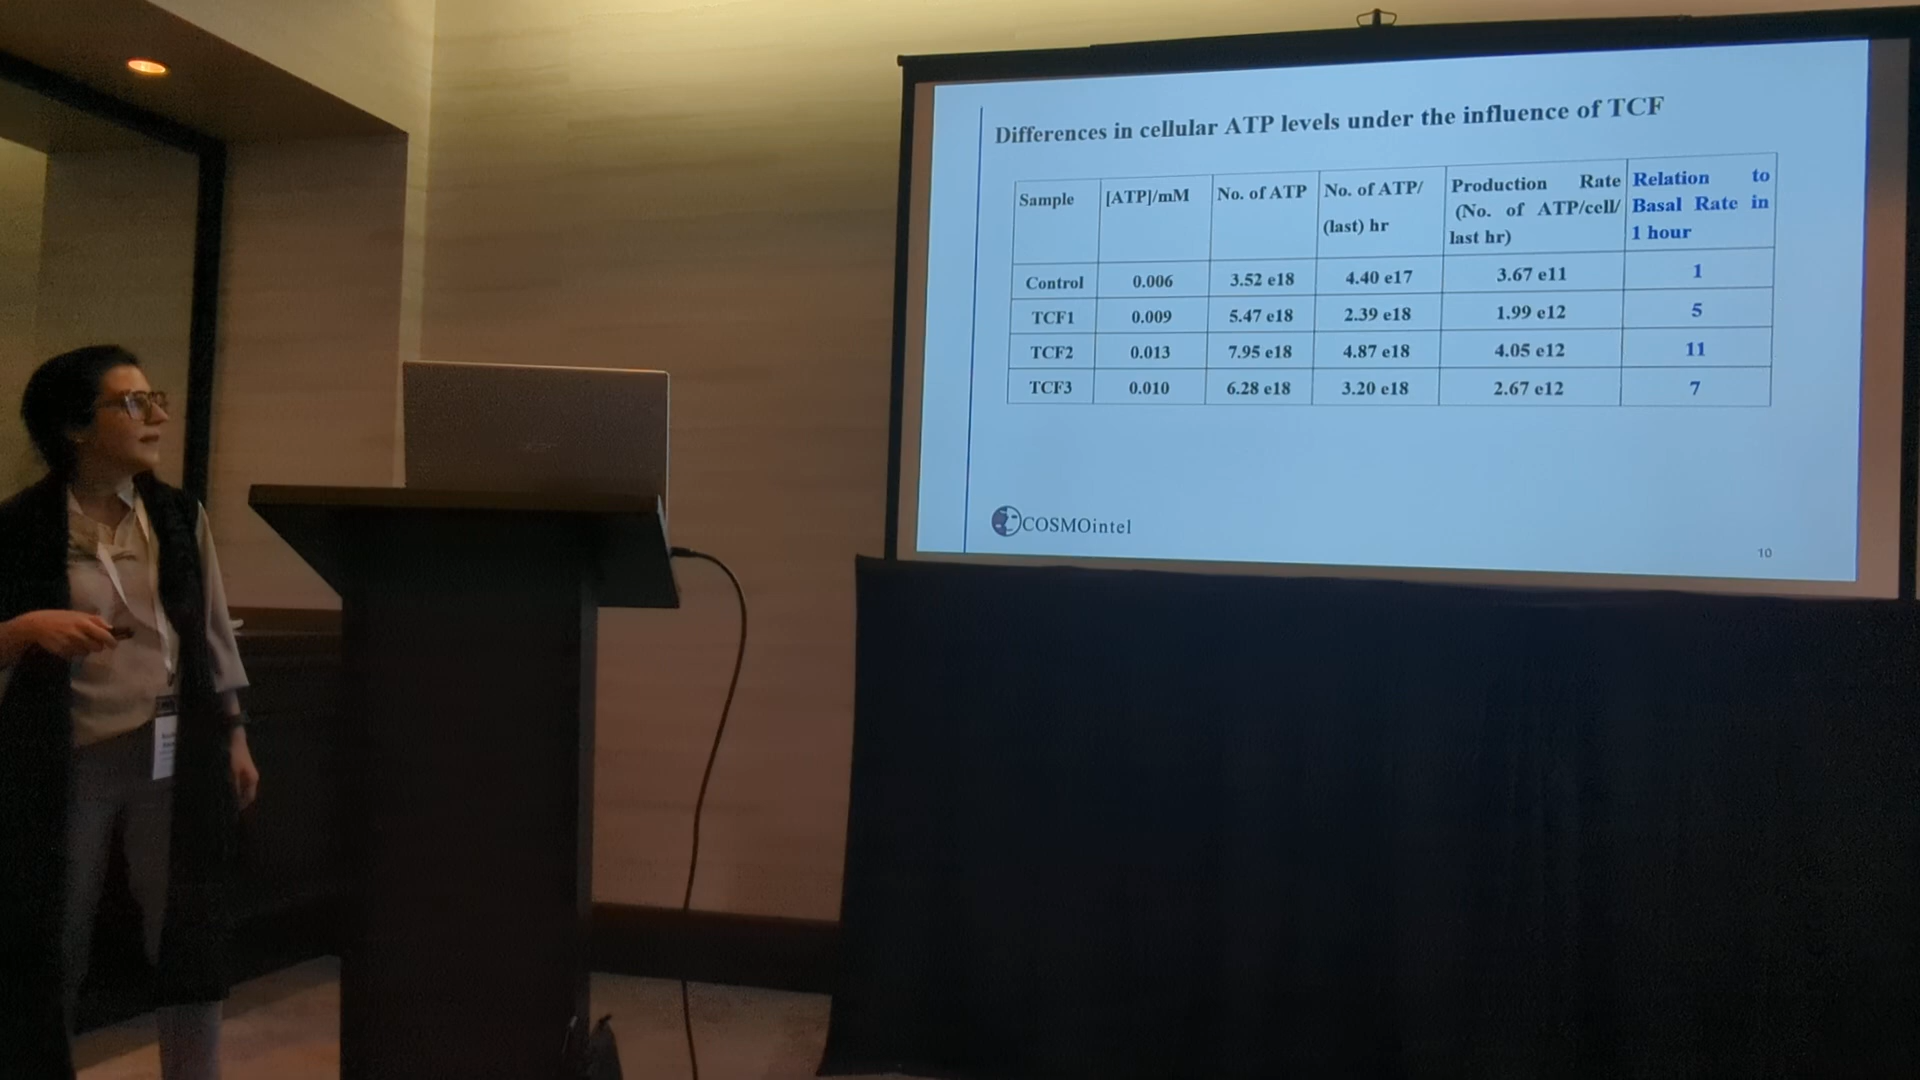 Differences in cellular ATP levels under the influence of TCF
Sample [ATP]/mM No. of ATP No. of ATP/ (last) hr Production Rate (No. of ATP/cell/ last hr) Relation to Basal Rate in 1 hour
Control 0.006 3.52 e18 4.40 e17 3.67 e11 1
TCF1 0.009 5.47 e18 2.39 e18 1.99 e12 5
TCF2 0.013 7.95 e18 4.87 e18 4.05 e12 11
TCF3 0.010 6.28 e18 3.20 e18 2.67 e12 7
COSMOintel
10